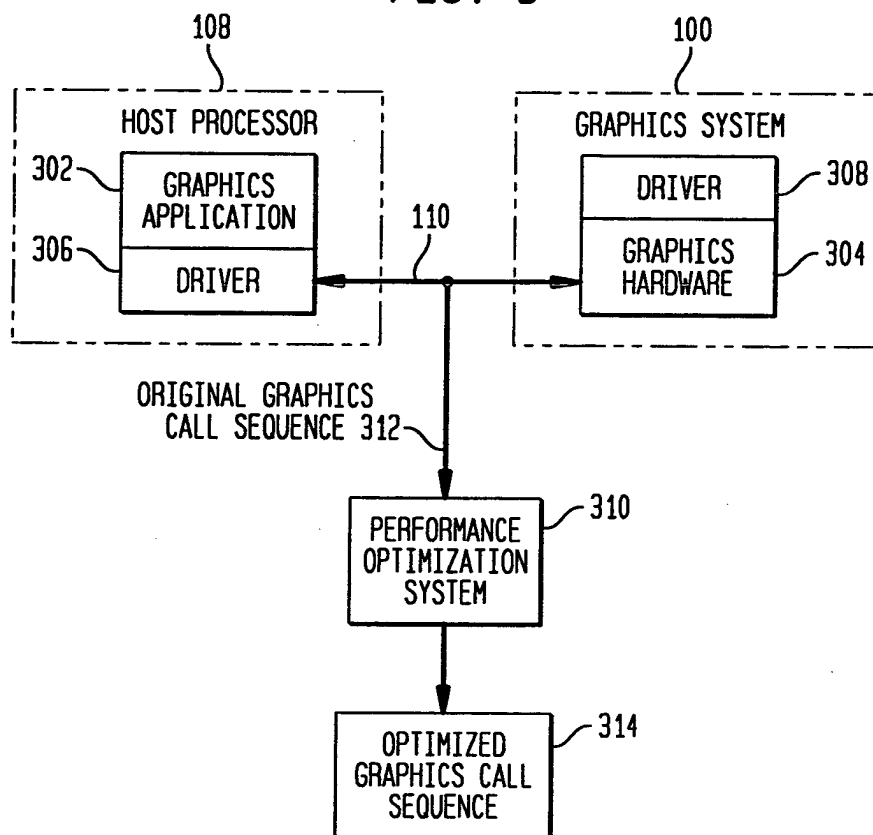 108
100
HOST PROCESSOR
GRAPHICS SYSTEM
302
GRAPHICS
APPLICATION
306
DRIVER
110
DRIVER
308
GRAPHICS
HARDWARE
304
ORIGINAL GRAPHICS
CALL SEQUENCE 312
PERFORMANCE
OPTIMIZATION
SYSTEM
310
OPTIMIZED
GRAPHICS CALL
SEQUENCE
314